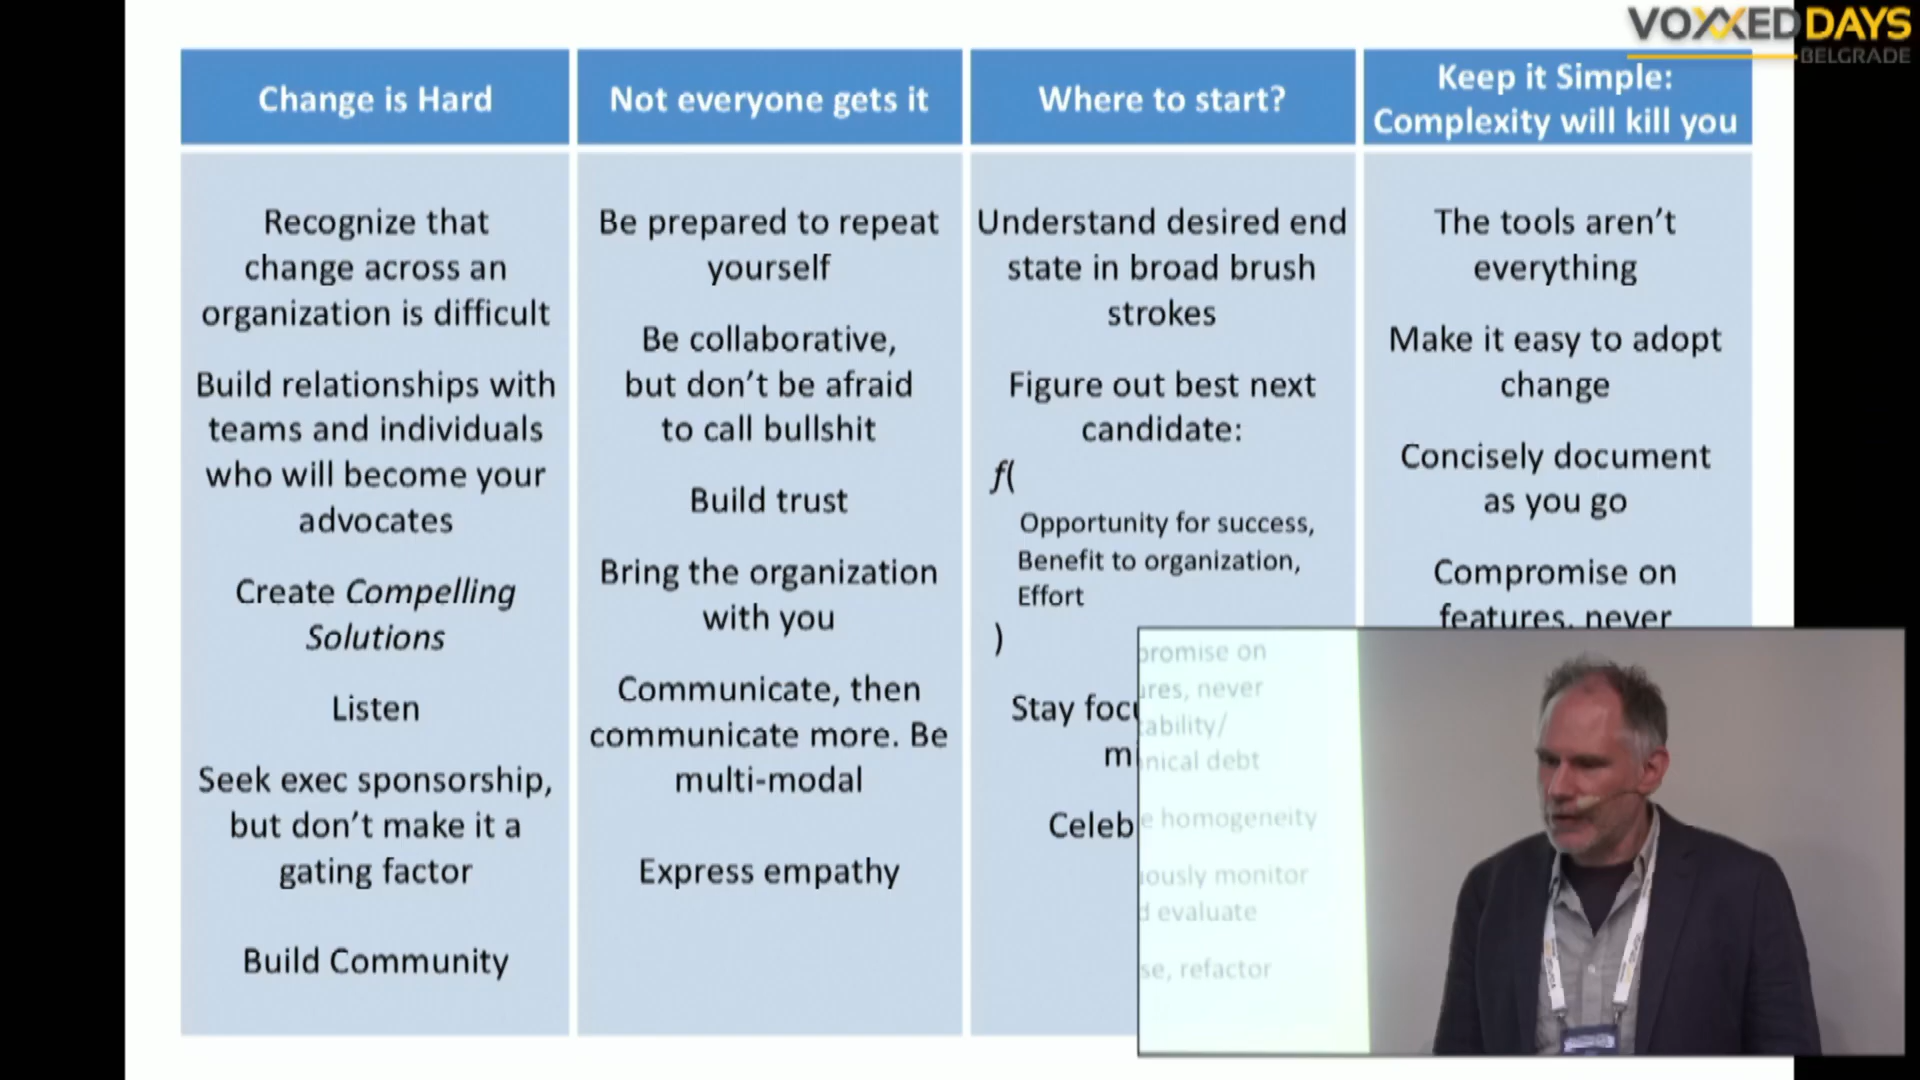 VOXXED DAYS
BELGRADE
Change is Hard
Recognize that
change across an
organization is difficult
Build relationships with
teams and individuals
who will become your
advocates
Create Compelling
Solutions
Listen
Seek exec sponsorship,
but don't make it a
gating factor
Build Community
Not everyone gets it
Be prepared to repeat
yourself
Be collaborative,
but don't be afraid
to call bullshit
Build trust
Bring the organization
with you
Communicate, then
communicate more. Be
multi-modal
Express empathy
Where to start?
Understand desired end
state in broad brush
strokes
Figure out best next
candidate:
f(
Opportunity for success,
Benefit to organization,
Effort
)
Stay
Keep it Simple:
Complexity will kill you
The tools aren't
everything
Make it easy to adopt
change
Concisely document
as you go
Compromise on
features, never
on
never
debt
homogeneity
monitor
evaluate
refactor